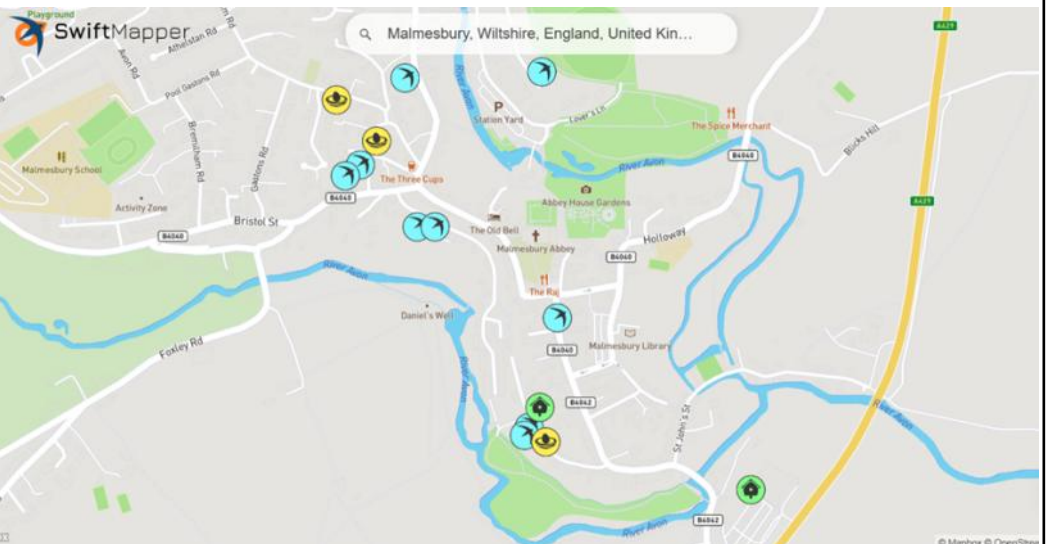 Playground
SwiftMapper
Malmesbury, Wiltshire, England, United Kin...
A429
Athelstan Rd
Avon Rd
Pool Gastons Rd
River Avon
P
Station Yard
Lover's Ln
The Spice Merchant
Blicks Hill
Bremilham Rd
Gastons Rd
Malmesbury School
The Three Cups
River Avon
B4040
Abbey House Gardens
Activity Zone
B4040
A429
Bristol St
The Old Bell
B4040
Malmesbury Abbey
Holloway
B4040
River Avon
The Raj
Daniel's Well
Foxley Rd
B4040
Malmesbury Library
River Avon
B4042
St John's St
River Avon
River Avon
B4042
© Mapbox © OpenStree